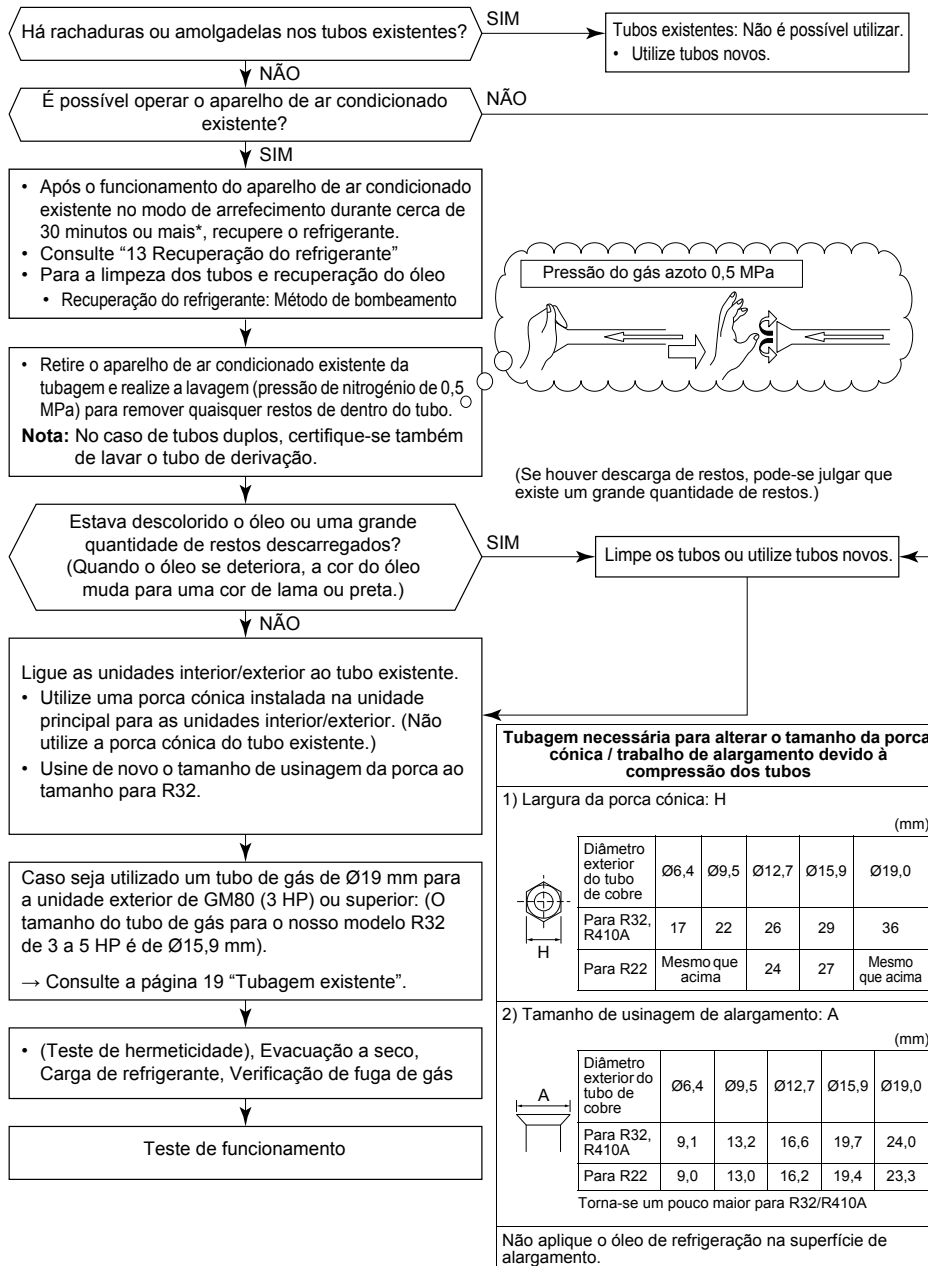 Há rachaduras ou amolgadelas nos tubos existentes?
SIM
Tubos existentes: Não é possível utilizar.
• Utilize tubos novos.
NÃO
É possível operar o aparelho de ar condicionado
existente?
NÃO
SIM
• Após o funcionamento do aparelho de ar condicionado
existente no modo de arrefecimento durante cerca de
30 minutos ou mais*, recupere o refrigerante.
• Consulte “13 Recuperação do refrigerante”
• Para a limpeza dos tubos e recuperação do óleo
• Recuperação do refrigerante: Método de bombeamento
Pressão do gás azoto 0,5 MPa
• Retire o aparelho de ar condicionado existente da
tubagem e realize a lavagem (pressão de nitrogénio de 0,5
MPa) para remover quaisquer restos de dentro do tubo.
Nota: No caso de tubos duplos, certifique-se também
de lavar o tubo de derivação.
(Se houver descarga de restos, pode-se julgar que
existe um grande quantidade de restos.)
Estava descolorido o óleo ou uma grande
quantidade de restos descarregados?
(Quando o óleo se deteriora, a cor do óleo
muda para uma cor de lama ou preta.)
SIM
Limpe os tubos ou utilize tubos novos.
NÃO
Ligue as unidades interior/exterior ao tubo existente.
• Utilize uma porca cónica instalada na unidade
principal para as unidades interior/exterior. (Não
utilize a porca cónica do tubo existente.)
• Usine de novo o tamanho de usinagem da porca ao
tamanho para R32.
Caso seja utilizado um tubo de gás de Ø19 mm para
a unidade exterior de GM80 (3 HP) ou superior: (O
tamanho do tubo de gás para o nosso modelo R32
de 3 a 5 HP é de Ø15,9 mm).
→ Consulte a página 19 “Tubagem existente”.
• (Teste de hermeticidade), Evacuação a seco,
Carga de refrigerante, Verificação de fuga de gás
Teste de funcionamento
Tubagem necessária para alterar o tamanho da porca
cónica / trabalho de alargamento devido à
compressão dos tubos
1) Largura da porca cónica: H
(mm)
H
Diâmetro
exterior
do tubo
de cobre
Ø6,4 Ø9,5 Ø12,7 Ø15,9 Ø19,0
Para R32,
R410A
17 22 26 29 36
Para R22 Mesmo que
acima
24 27 Mesmo
que acima
2) Tamanho de usinagem de alargamento: A
(mm)
A
Diâmetro
exterior do
tubo de
cobre
Ø6,4 Ø9,5 Ø12,7 Ø15,9 Ø19,0
Para R32,
R410A
9,1 13,2 16,6 19,7 24,0
Para R22 9,0 13,0 16,2 19,4 23,3
Torna-se um pouco maior para R32/R410A
Não aplique o óleo de refrigeração na superfície de
alargamento.